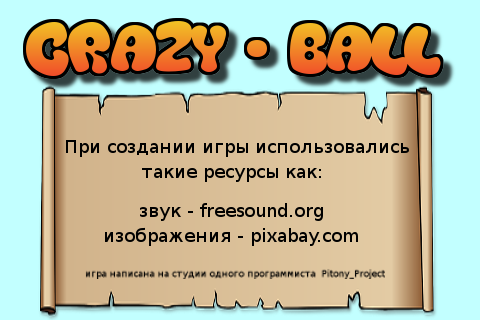 CRAZY - BALL
При создании игры использовались
такие ресурсы как:
звук - freesound.org
изображения - pixabay.com
игра написана на студии одного программиста Pitony_Project